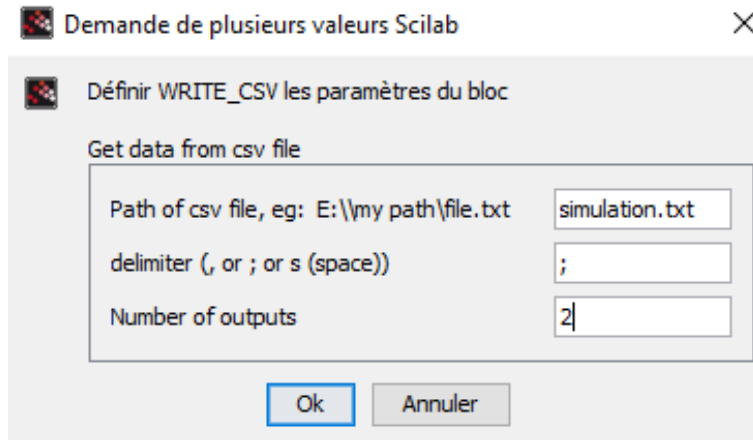 Demande de plusieurs valeurs Scilab
Définir WRITE_CSV les paramètres du bloc
Get data from csv file
Path of csv file, eg: E:\\my path\file.txt simulation.txt
delimiter (, or ; or s (space)) ;
Number of outputs 2
Ok Annuler